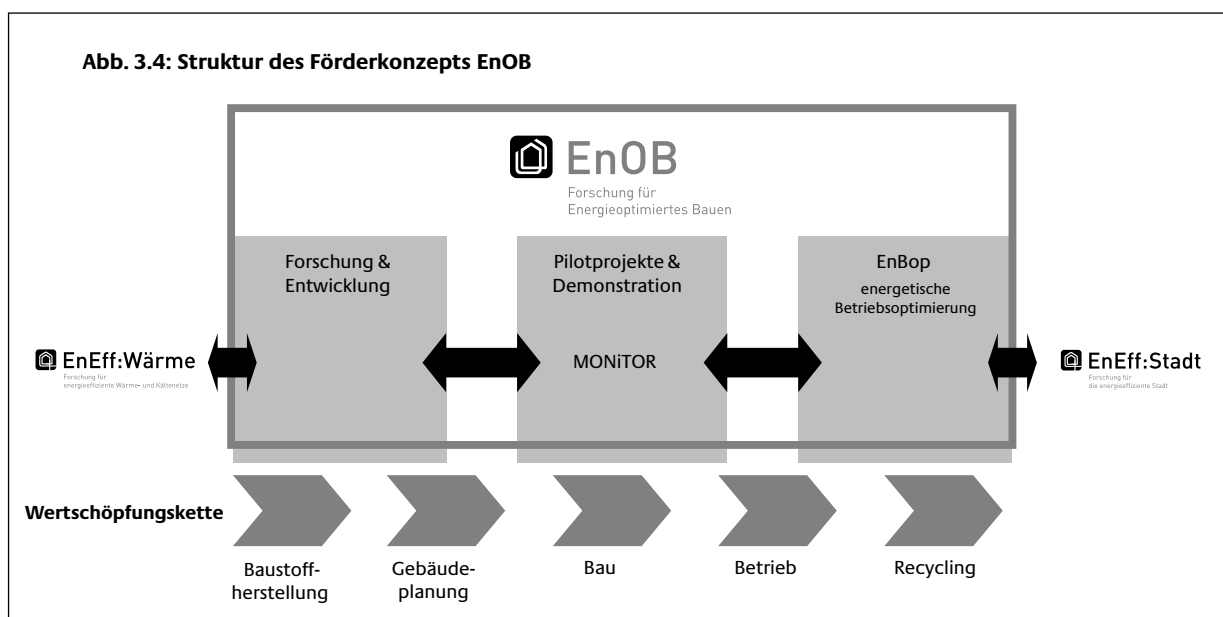 Abb. 3.4: Struktur des Förderkonzepts EnOB
EnOB
Forschung für
Energieoptimiertes Bauen
Forschung &
Entwicklung
Pilotprojekte &
Demonstration
MONiTOR
EnBop
energetische
Betriebsoptimierung
EnEff:Wärme
Forschung für
energieeffiziente Wärme- und Kältenetze
EnEff:Stadt
Forschung für
die energieeffiziente Stadt
Wertschöpfungskette
Baustoff-
herstellung
Gebäude-
planung
Bau
Betrieb
Recycling